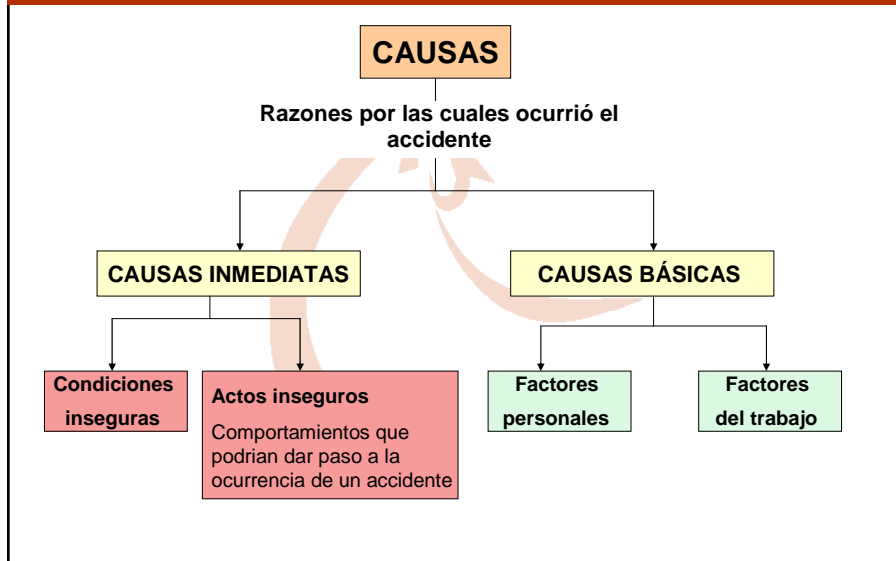 CAUSAS
Razones por las cuales ocurrió el
accidente
CAUSAS INMEDIATAS
CAUSAS BÁSICAS
Condiciones
inseguras
Actos inseguros
Comportamientos que
podrian dar paso a la
ocurrencia de un accidente
Factores
personales
Factores
del trabajo